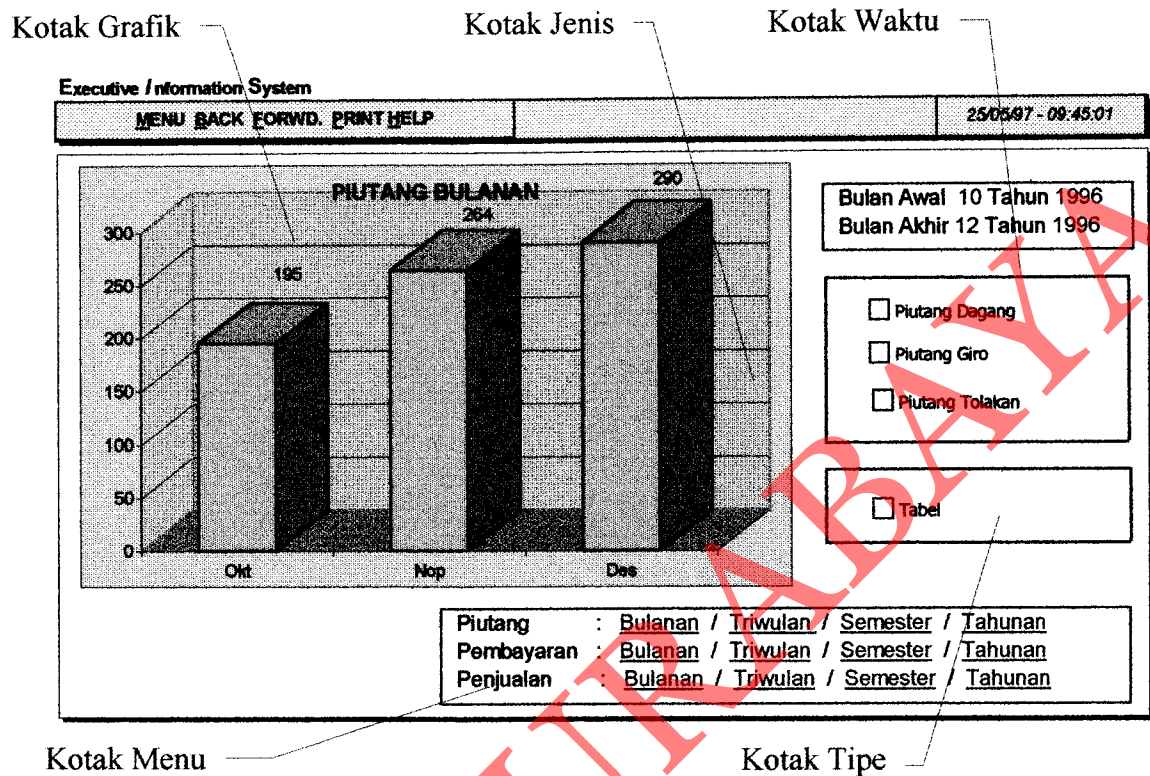 Kotak Grafik
Kotak Jenis
Kotak Waktu
Executive Information System
MENU BACK FORWD. PRINT HELP
25/05/97 - 09:45:01
PIUTANG BULANAN
290
264
195
300
250
200
150
100
50
0
Okt
Nop
Des
Bulan Awal 10 Tahun 1996
Bulan Akhir 12 Tahun 1996
Piutang Dagang
Piutang Giro
Piutang Tolakan
Tabel
Piutang : Bulanan / Triwulan / Semester / Tahunan
Pembayaran : Bulanan / Triwulan / Semester / Tahunan
Penjualan : Bulanan / Triwulan / Semester / Tahunan
Kotak Menu
Kotak Tipe
URABAYA